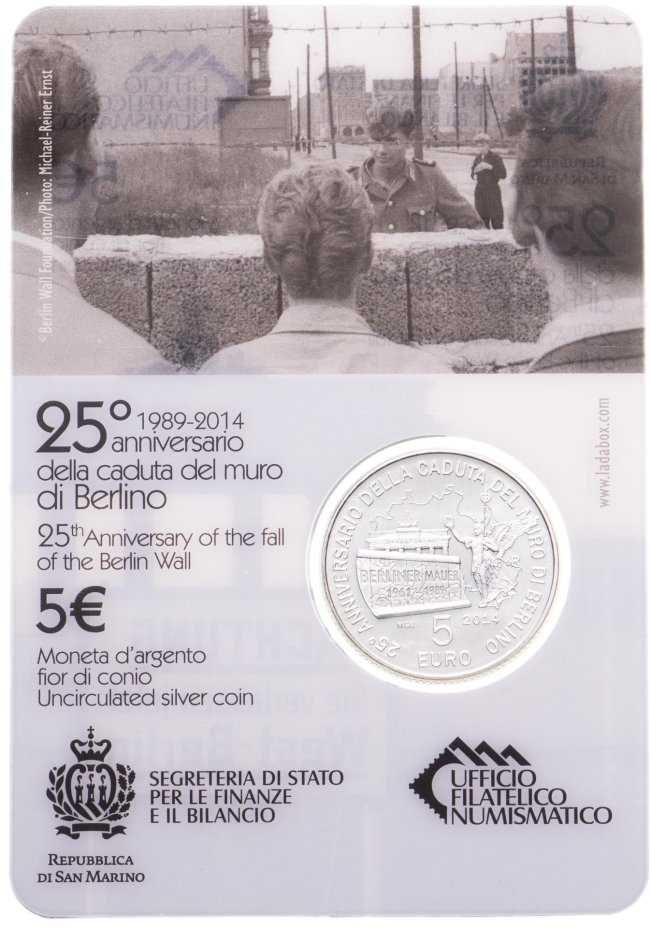 ©Berlin Wall Foundation/Photo: Michael-Reiner Ernst
25° 1989-2014
anniversario
della caduta del muro
di Berlino
25th Anniversary of the fall
of the Berlin Wall
5€
Moneta d'argento
fior di conio
Uncirculated silver coin
www.ladabox.com
25° ANNIVERSARIO DELLA CADUTA DEL MURO DI BERLINO
BERLINER MAUER
1961 1989
MGU 2014
5
EURO
SEGRETERIA DI STATO
PER LE FINANZE
E IL BILANCIO
REPUBBLICA
DI SAN MARINO
UFFICIO
FILATELICO
NUMISMATICO